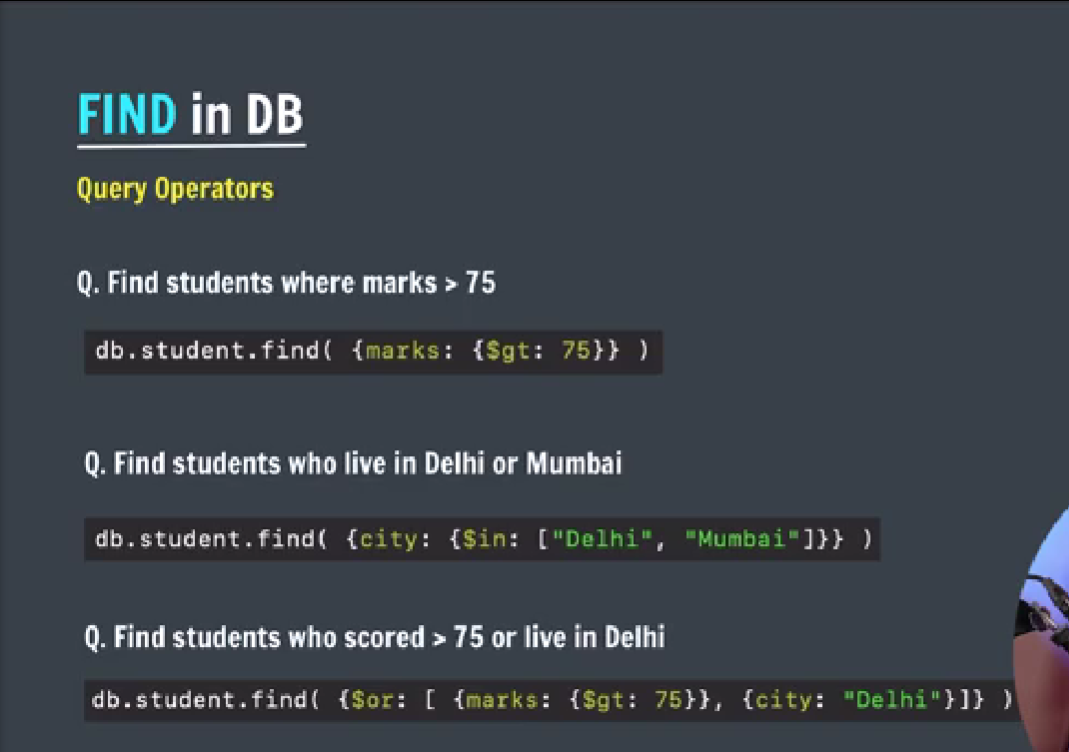 FIND in DB
Query Operators
Q. Find students where marks > 75
db.student.find( {marks: {$gt: 75}} )
Q. Find students who live in Delhi or Mumbai
db.student.find( {city: {$in: ["Delhi", "Mumbai"]}} )
Q. Find students who scored > 75 or live in Delhi
db.student.find( {$or: [ {marks: {$gt: 75}}, {city: "Delhi"}]} )